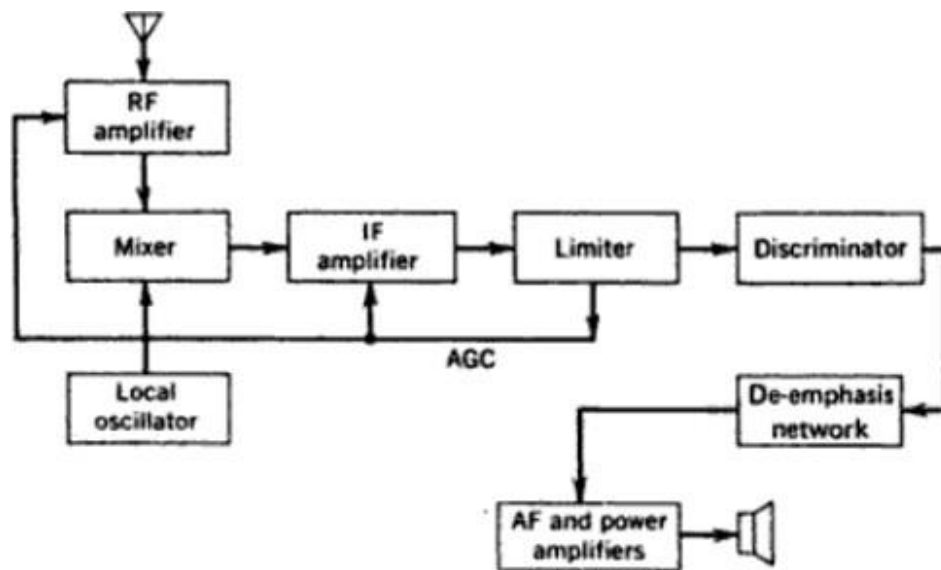 RF
amplifier
Mixer
IF
amplifier
Limiter
Discriminator
AGC
Local
oscillator
De-emphasis
network
AF and power
amplifiers